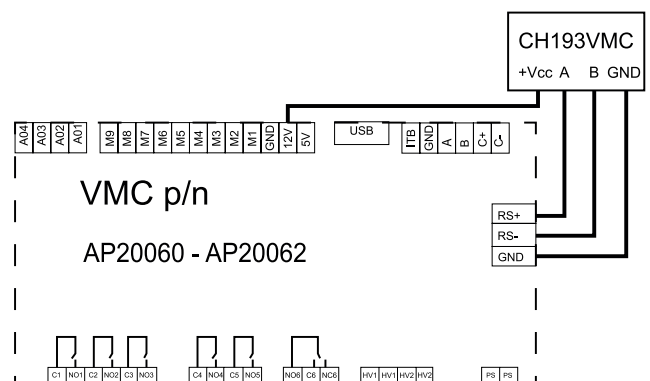 CH193VMC
+Vcc A B GND
A04 A03 A02 A01 M9 M8 M7 M6 M5 M4 M3 M2 M1 GND 12V 5V USB ITB GND A B C+ C-
VMC p/n
RS+
RS-
AP20060 - AP20062
GND
C1 NO1 C2 NO2 C3 NO3 C4 NO4 C5 NO5 NO6 C6 NC6 HV1 HV1 HV2 HV2 PS PS